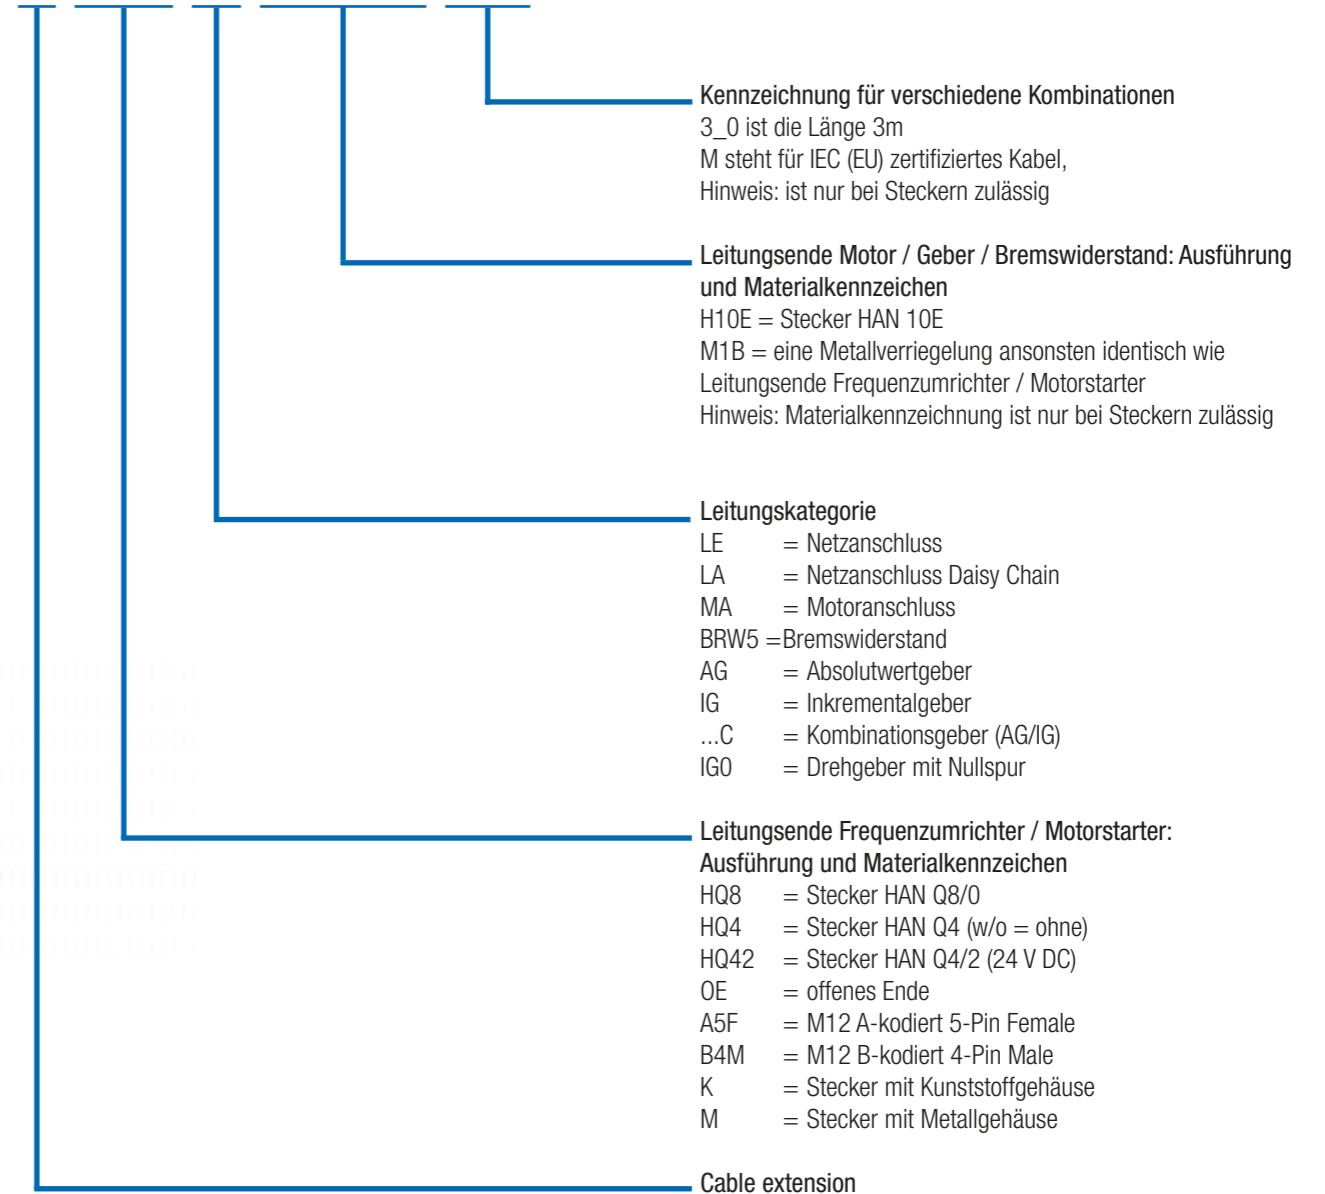 Kennzeichnung für verschiedene Kombinationen
3_0 ist die Länge 3m
M steht für IEC (EU) zertifiziertes Kabel,
Hinweis: ist nur bei Steckern zulässig
Leitungsende Motor / Geber / Bremswiderstand: Ausführung
und Materialkennzeichen
H10E = Stecker HAN 10E
M1B = eine Metallverriegelung ansonsten identisch wie
Leitungsende Frequenzumrichter / Motorstarter
Hinweis: Materialkennzeichnung ist nur bei Steckern zulässig
Leitungskategorie
LE = Netzanschluss
LA = Netzanschluss Daisy Chain
MA = Motoranschluss
BRW5 =Bremswiderstand
AG = Absolutwertgeber
IG = Inkrementalgeber
...C = Kombinationsgeber (AG/IG)
IG0 = Drehgeber mit Nullspur
Leitungsende Frequenzumrichter / Motorstarter:
Ausführung und Materialkennzeichen
HQ8 = Stecker HAN Q8/0
HQ4 = Stecker HAN Q4 (w/o = ohne)
HQ42 = Stecker HAN Q4/2 (24 V DC)
OE = offenes Ende
A5F = M12 A-kodiert 5-Pin Female
B4M = M12 B-kodiert 4-Pin Male
K = Stecker mit Kunststoffgehäuse
M = Stecker mit Metallgehäuse
Cable extension